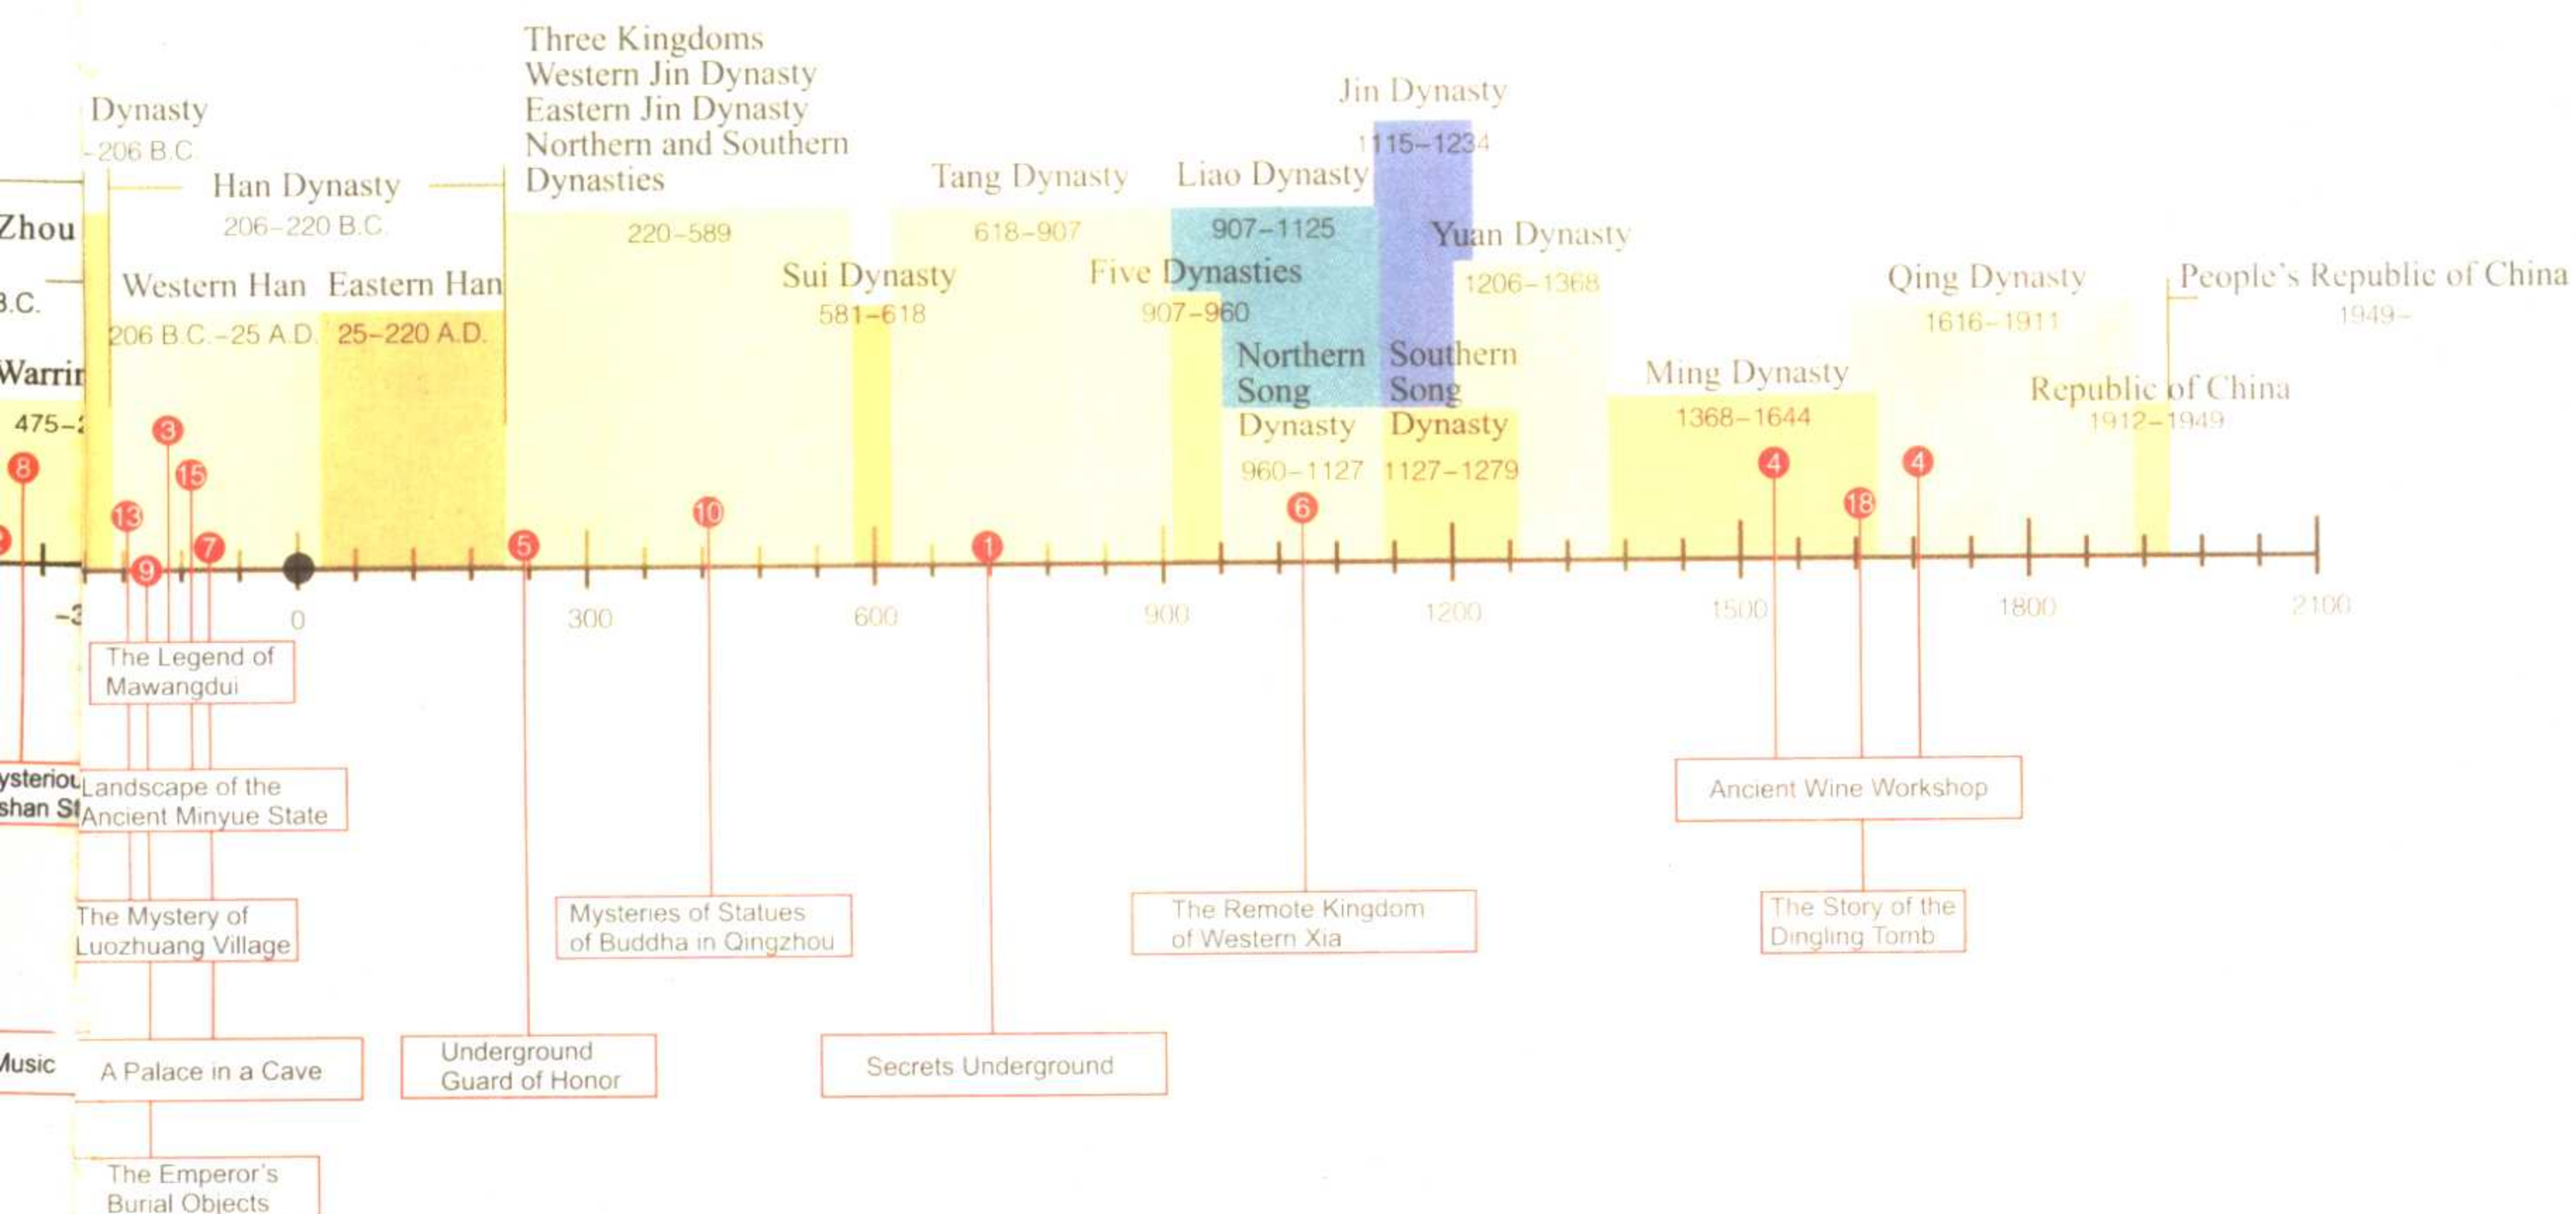 Three Kingdoms
Western Jin Dynasty
Eastern Jin Dynasty
Northern and Southern
Dynasties
220–589
Dynasty
-206 B.C.
Han Dynasty
206–220 B.C.
Zhou
B.C.
Western Han
206 B.C.–25 A.D.
Eastern Han
25–220 A.D.
475–
Sui Dynasty
581–618
Tang Dynasty
618–907
Liao Dynasty
907–1125
Five Dynasties
907–960
Jin Dynasty
1115–1234
Northern
Song
Dynasty
960–1127
Southern
Song
Dynasty
1127–1279
Yuan Dynasty
1206–1368
Ming Dynasty
1368–1644
Qing Dynasty
1616–1911
Republic of China
1912–1949
People's Republic of China
1949–
8
13
9
3
15
7
5
10
1
6
4
18
4
0
300
600
900
1200
1500
1800
2100
The Legend of
Mawangdui
Landscape of the
Ancient Minyue State
The Mystery of
Luozhuang Village
Music
A Palace in a Cave
The Emperor's
Burial Objects
Underground
Guard of Honor
Mysteries of Statues
of Buddha in Qingzhou
Secrets Underground
The Remote Kingdom
of Western Xia
Ancient Wine Workshop
The Story of the
Dingling Tomb